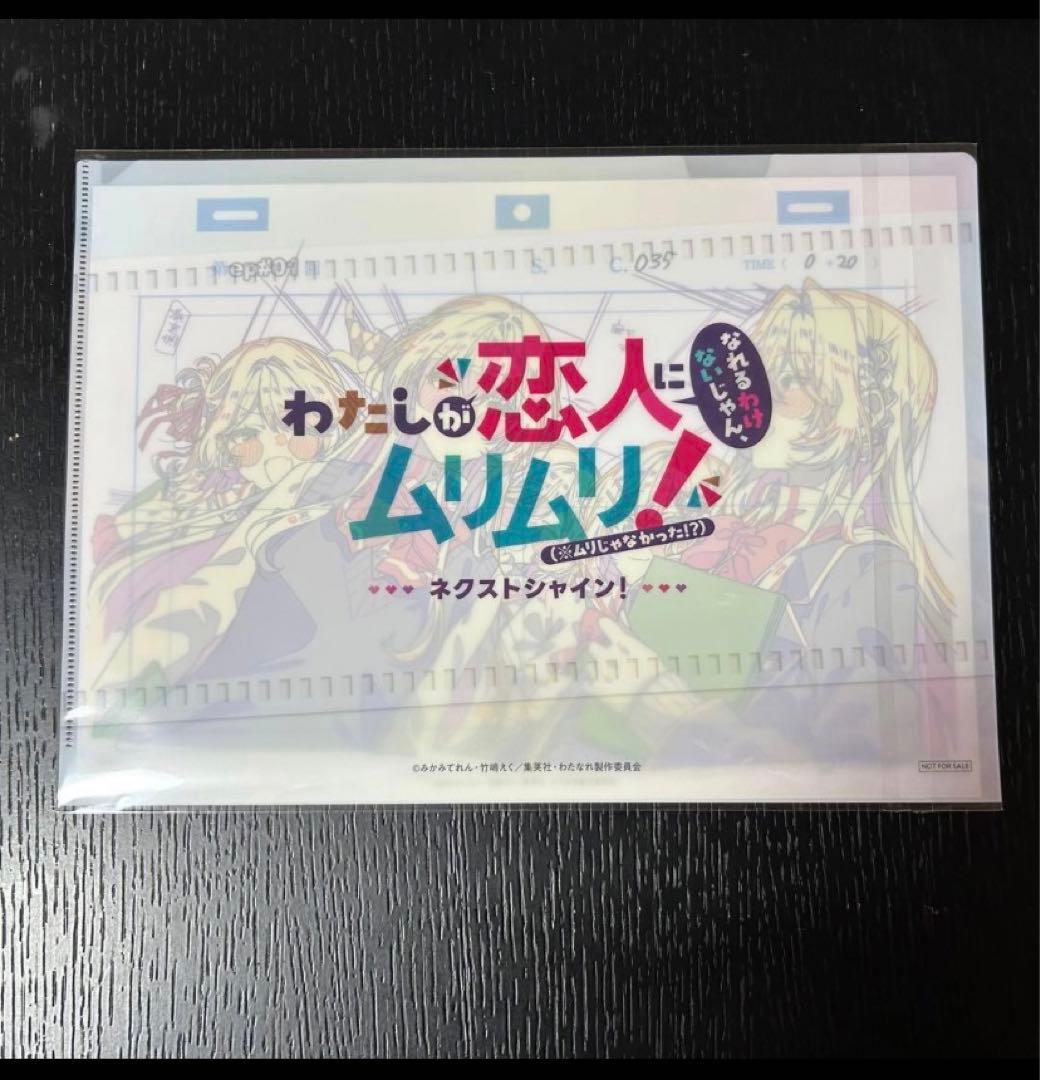 ep#01
S.
C. 035
TIME ( 0 + 20 )
わたしが恋人に
なれるわけ
ないじゃん、
ムリムリ!
(※ムリじゃなかった!?)
ネクストシャイン!
©みかみてれん・竹嶋えく/集英社・わたなれ製作委員会
NOT FOR SALE